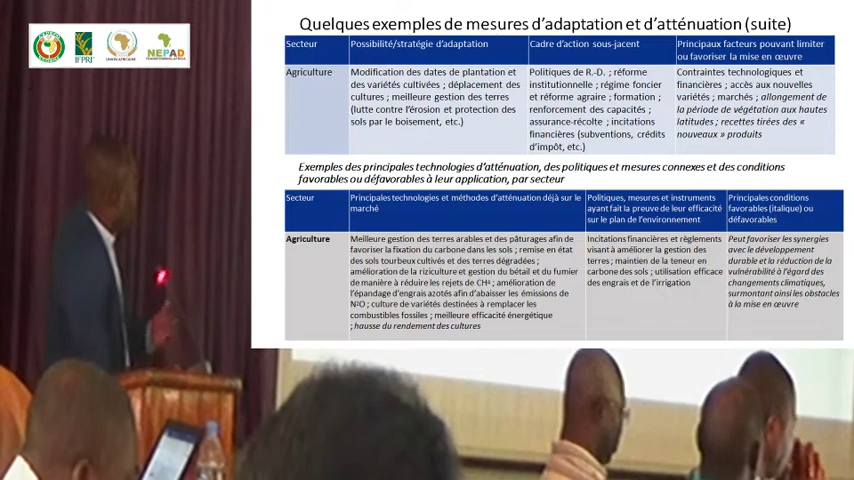 IFPRI
UNION AFRICAINE
NEPAD
TRANSFORMING AFRICA
Quelques exemples de mesures d'adaptation et d'atténuation (suite)
Secteur
Possibilité/stratégie d'adaptation
Cadre d'action sous-jacent
Principaux facteurs pouvant limiter
ou favoriser la mise en œuvre
Agriculture
Modification des dates de plantation et
des variétés cultivées ; déplacement des
cultures ; meilleure gestion des terres
(lutte contre l'érosion et protection des
sols par le boisement, etc.)
Politiques de R.-D. ; réforme
institutionnelle ; régime foncier
et réforme agraire ; formation ;
renforcement des capacités ;
assurance-récolte ; incitations
financières (subventions, crédits
d'impôt, etc.)
Contraintes technologiques et
financières ; accès aux nouvelles
variétés ; marchés ; allongement de
la période de végétation aux hautes
latitudes ; recettes tirées des «
nouveaux » produits
Exemples des principales technologies d'atténuation, des politiques et mesures connexes et des conditions
favorables ou défavorables à leur application, par secteur
Secteur
Principales technologies et méthodes d'atténuation déjà sur le
marché
Politiques, mesures et instruments
ayant fait la preuve de leur efficacité
sur le plan de l'environnement
Principales conditions
favorables (italique) ou
défavorables
Agriculture
Meilleure gestion des terres arables et des pâturages afin de
favoriser la fixation du carbone dans les sols ; remise en état
des sols tourbeux cultivés et des terres dégradées ;
amélioration de la riziculture et gestion du bétail et du fumier
de manière à réduire les rejets de CH⁴ ; amélioration de
l'épandage d'engrais azotés afin d'abaisser les émissions de
N²O ; culture de variétés destinées à remplacer les
combustibles fossiles ; meilleure efficacité énergétique
; hausse du rendement des cultures
Incitations financières et règlements
visant à améliorer la gestion des
terres ; maintien de la teneur en
carbone des sols ; utilisation efficace
des engrais et de l'irrigation
Peut favoriser les synergies
avec le développement
durable et la réduction de la
vulnérabilité à l'égard des
changements climatiques,
surmontant ainsi les obstacles
à la mise en œuvre